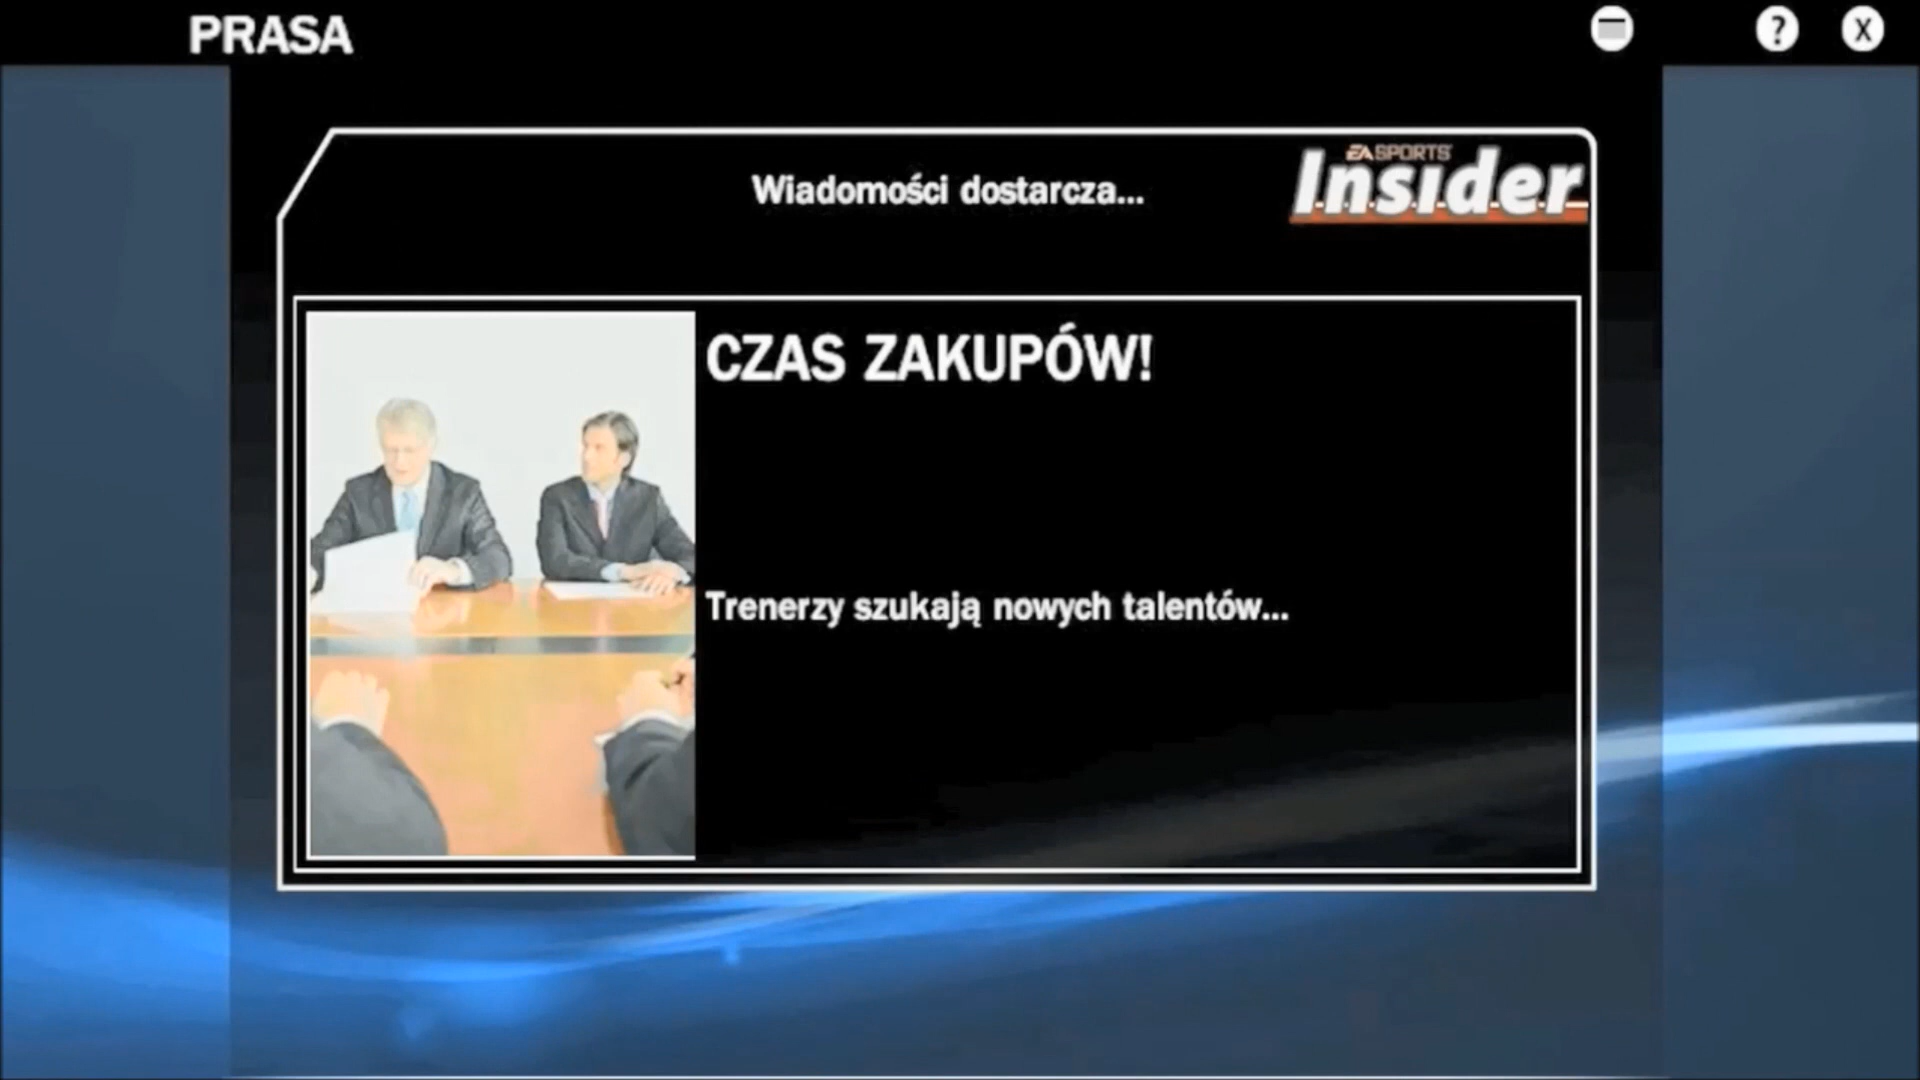 PRASA
?
X
Wiadomości dostarcza...
EA SPORTS
Insider
CZAS ZAKUPÓW!
Trenerzy szukają nowych talentów...